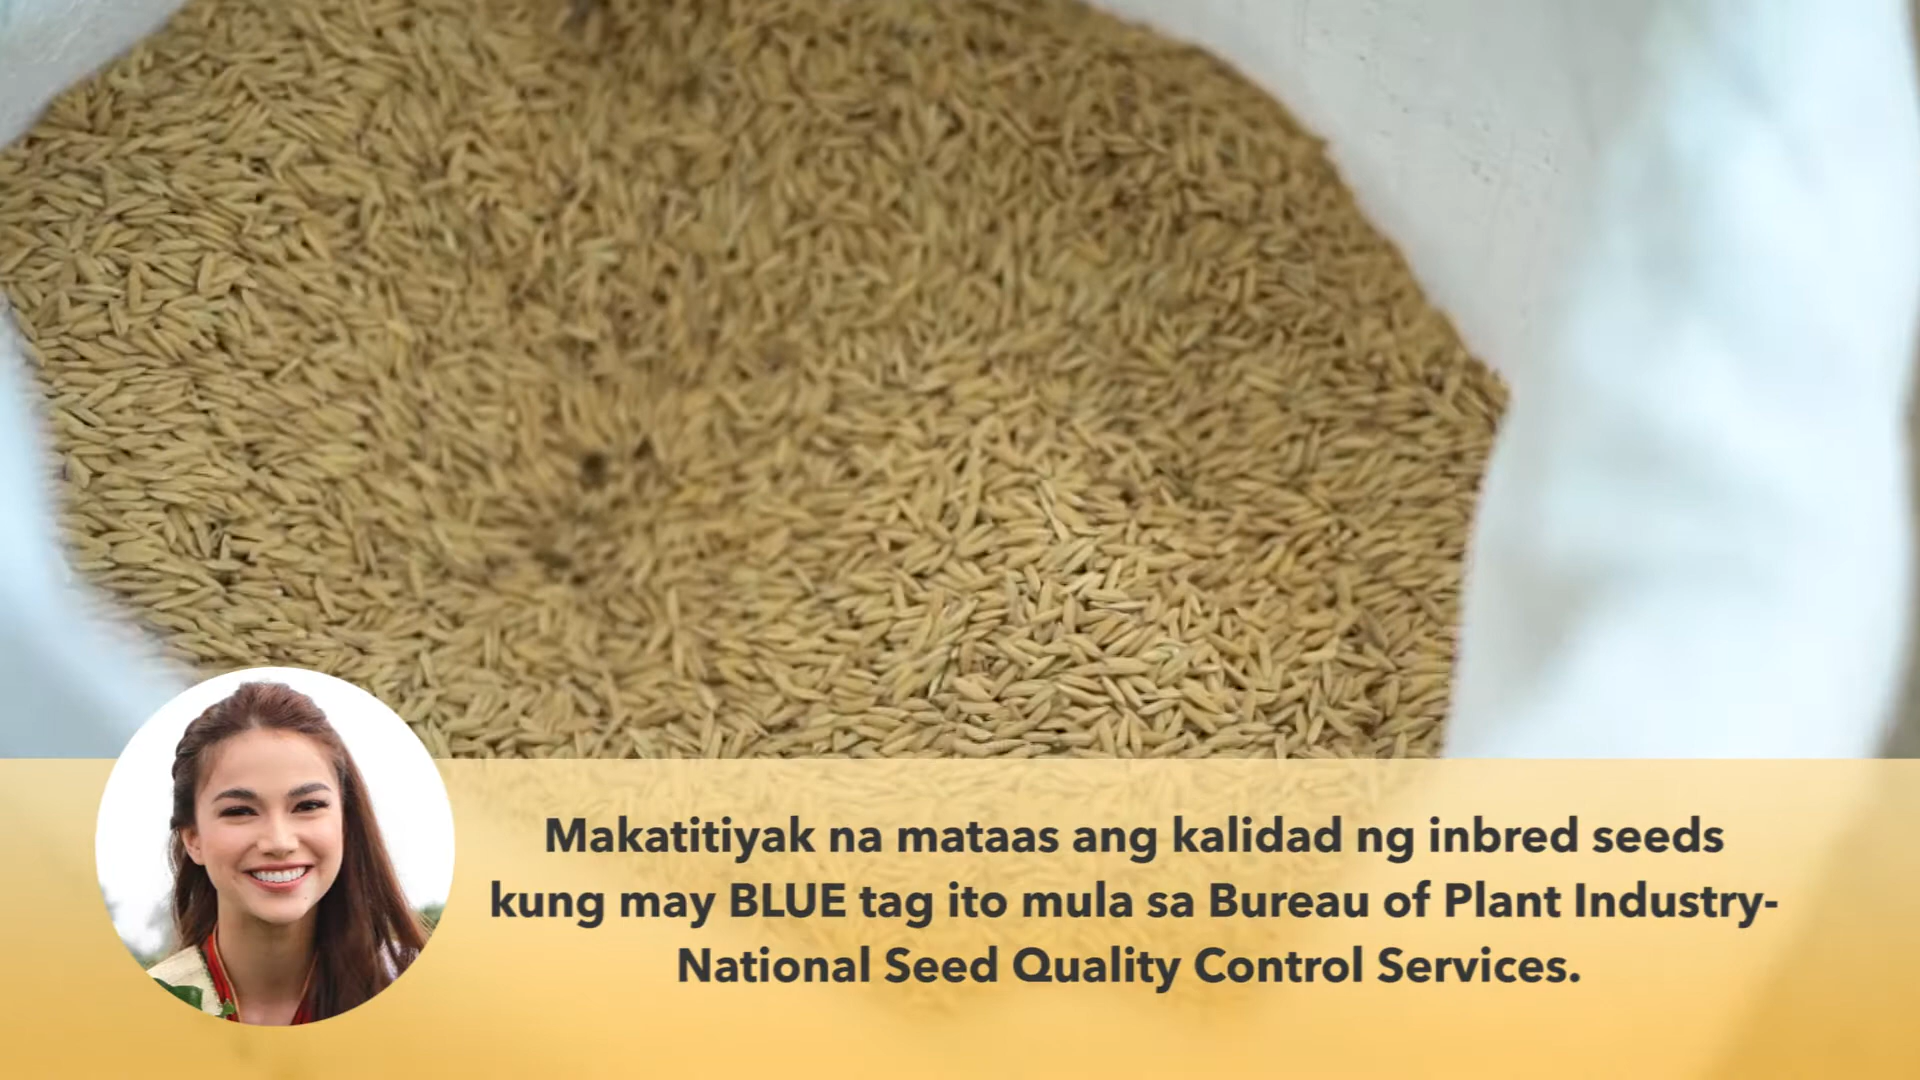 Makatitiyak na mataas ang kalidad ng inbred seeds
kung may BLUE tag ito mula sa Bureau of Plant Industry-
National Seed Quality Control Services.